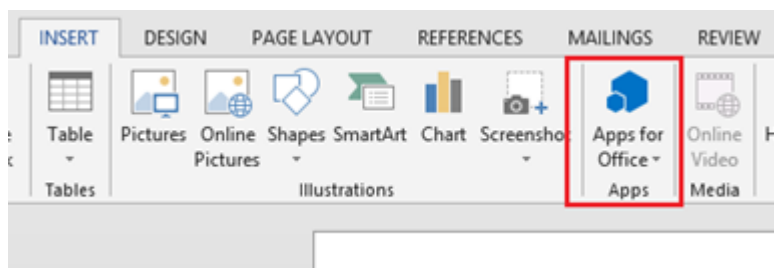 INSERT DESIGN PAGE LAYOUT REFERENCES MAILINGS REVIEW
Table Pictures Online Pictures Shapes SmartArt Chart Screenshot Apps for Office Online Video
Tables Illustrations Apps Media